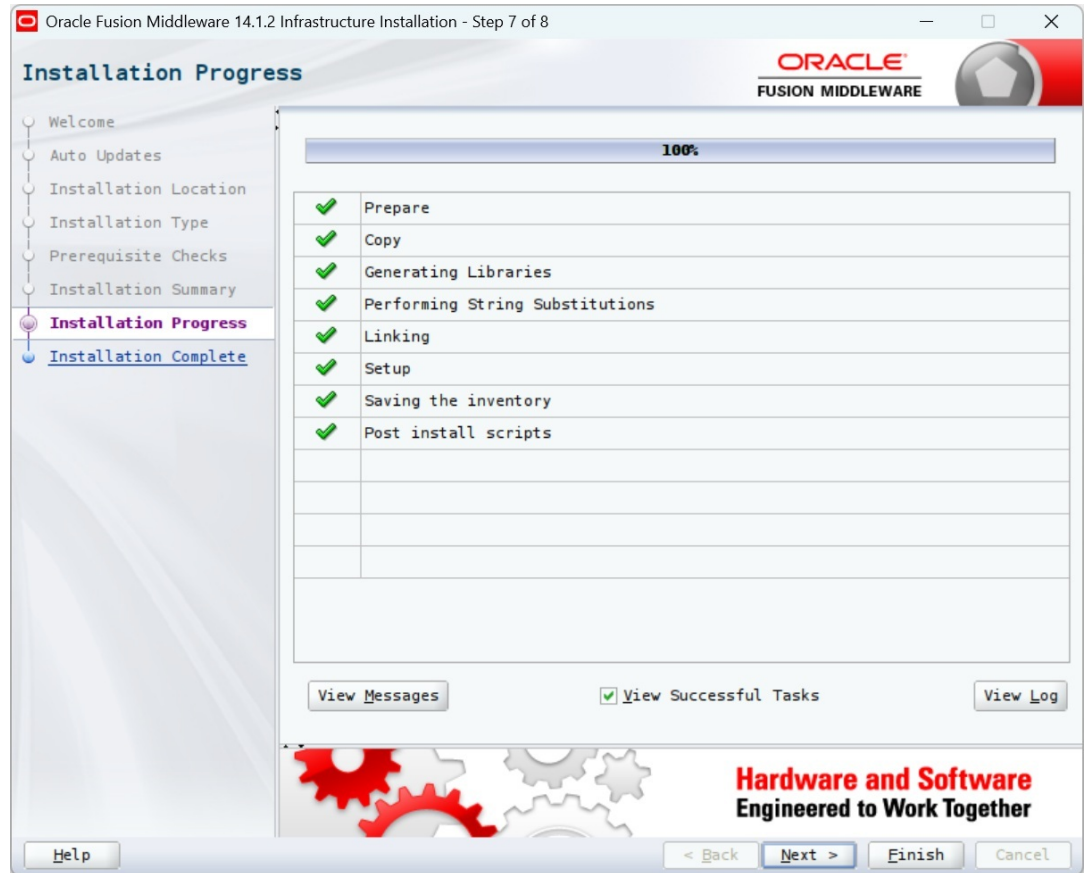 Oracle Fusion Middleware 14.1.2 Infrastructure Installation - Step 7 of 8
Installation Progress
ORACLE
FUSION MIDDLEWARE
Welcome
Auto Updates
Installation Location
Installation Type
Prerequisite Checks
Installation Summary
Installation Progress
Installation Complete
100%
Prepare
Copy
Generating Libraries
Performing String Substitutions
Linking
Setup
Saving the inventory
Post install scripts
View Messages
View Successful Tasks
View Log
Hardware and Software
Engineered to Work Together
Help
< Back
Next >
Finish
Cancel